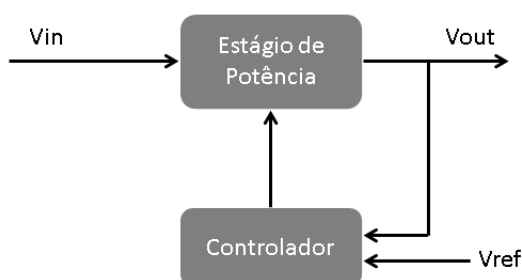 Vin
Estágio de
Potência
Vout
Controlador
Vref